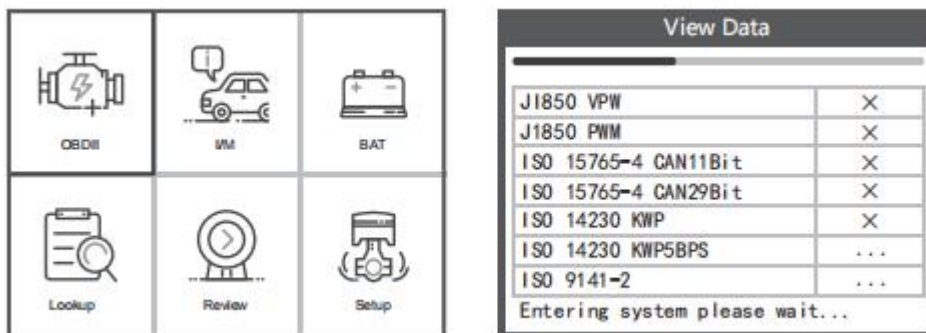 OBDII
I/M
BAT
Lookup
Review
Setup
View Data
J1850 VPW ×
J1850 PWM ×
ISO 15765-4 CAN11Bit ×
ISO 15765-4 CAN29Bit ×
ISO 14230 KWP ×
ISO 14230 KWP5BPS ...
ISO 9141-2 ...
Entering system please wait...